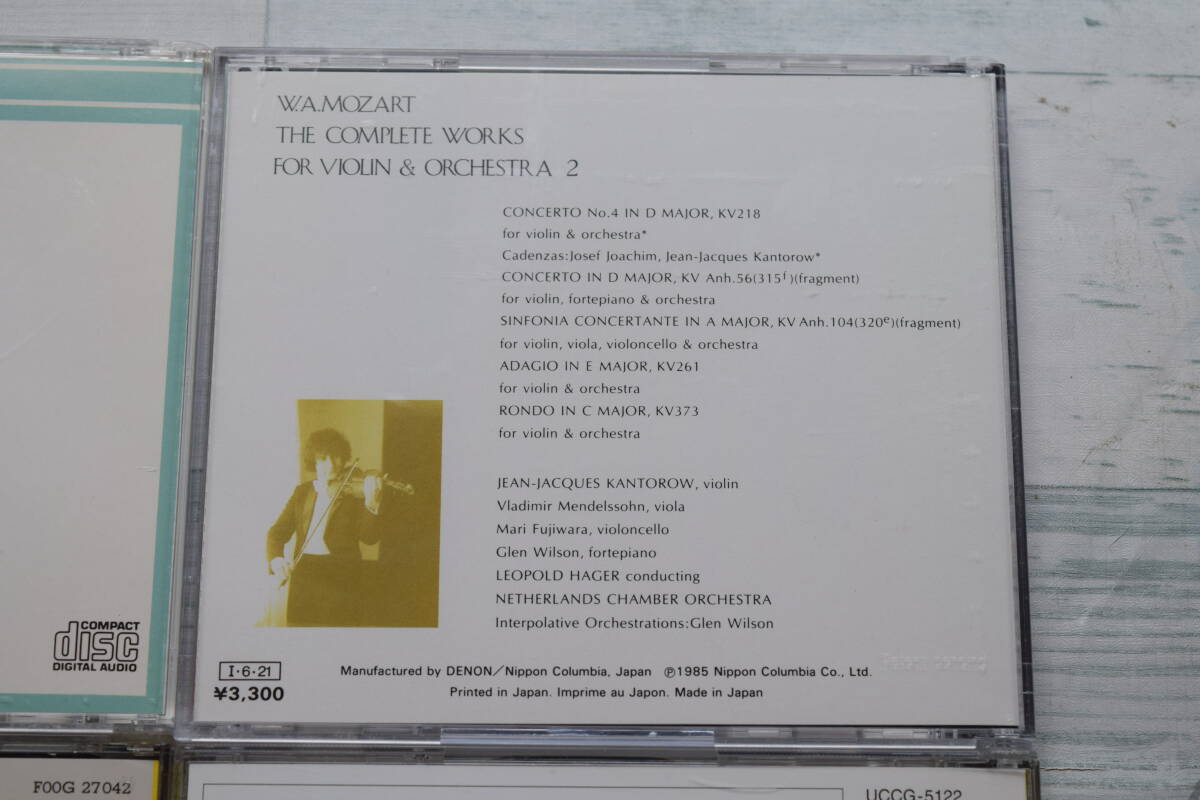 W.A.MOZART
THE COMPLETE WORKS
FOR VIOLIN & ORCHESTRA 2
CONCERTO No.4 IN D MAJOR, KV218
for violin & orchestra*
Cadenzas:Josef Joachim, Jean-Jacques Kantorow*
CONCERTO IN D MAJOR, KV Anh.56(315f)(fragment)
for violin, fortepiano & orchestra
SINFONIA CONCERTANTE IN A MAJOR, KV Anh.104(320e)(fragment)
for violin, viola, violoncello & orchestra
ADAGIO IN E MAJOR, KV261
for violin & orchestra
RONDO IN C MAJOR, KV373
for violin & orchestra
JEAN-JACQUES KANTOROW, violin
Vladimir Mendelssohn, viola
Mari Fujiwara, violoncello
Glen Wilson, fortepiano
LEOPOLD HAGER conducting
NETHERLANDS CHAMBER ORCHESTRA
Interpolative Orchestrations:Glen Wilson
I·6·21
¥3,300
Manufactured by DENON/Nippon Columbia, Japan ℗1985 Nippon Columbia Co., Ltd.
Printed in Japan. Imprime au Japon. Made in Japan
COMPACT
disc
DIGITAL AUDIO
F00G 27042
UCCG-5122